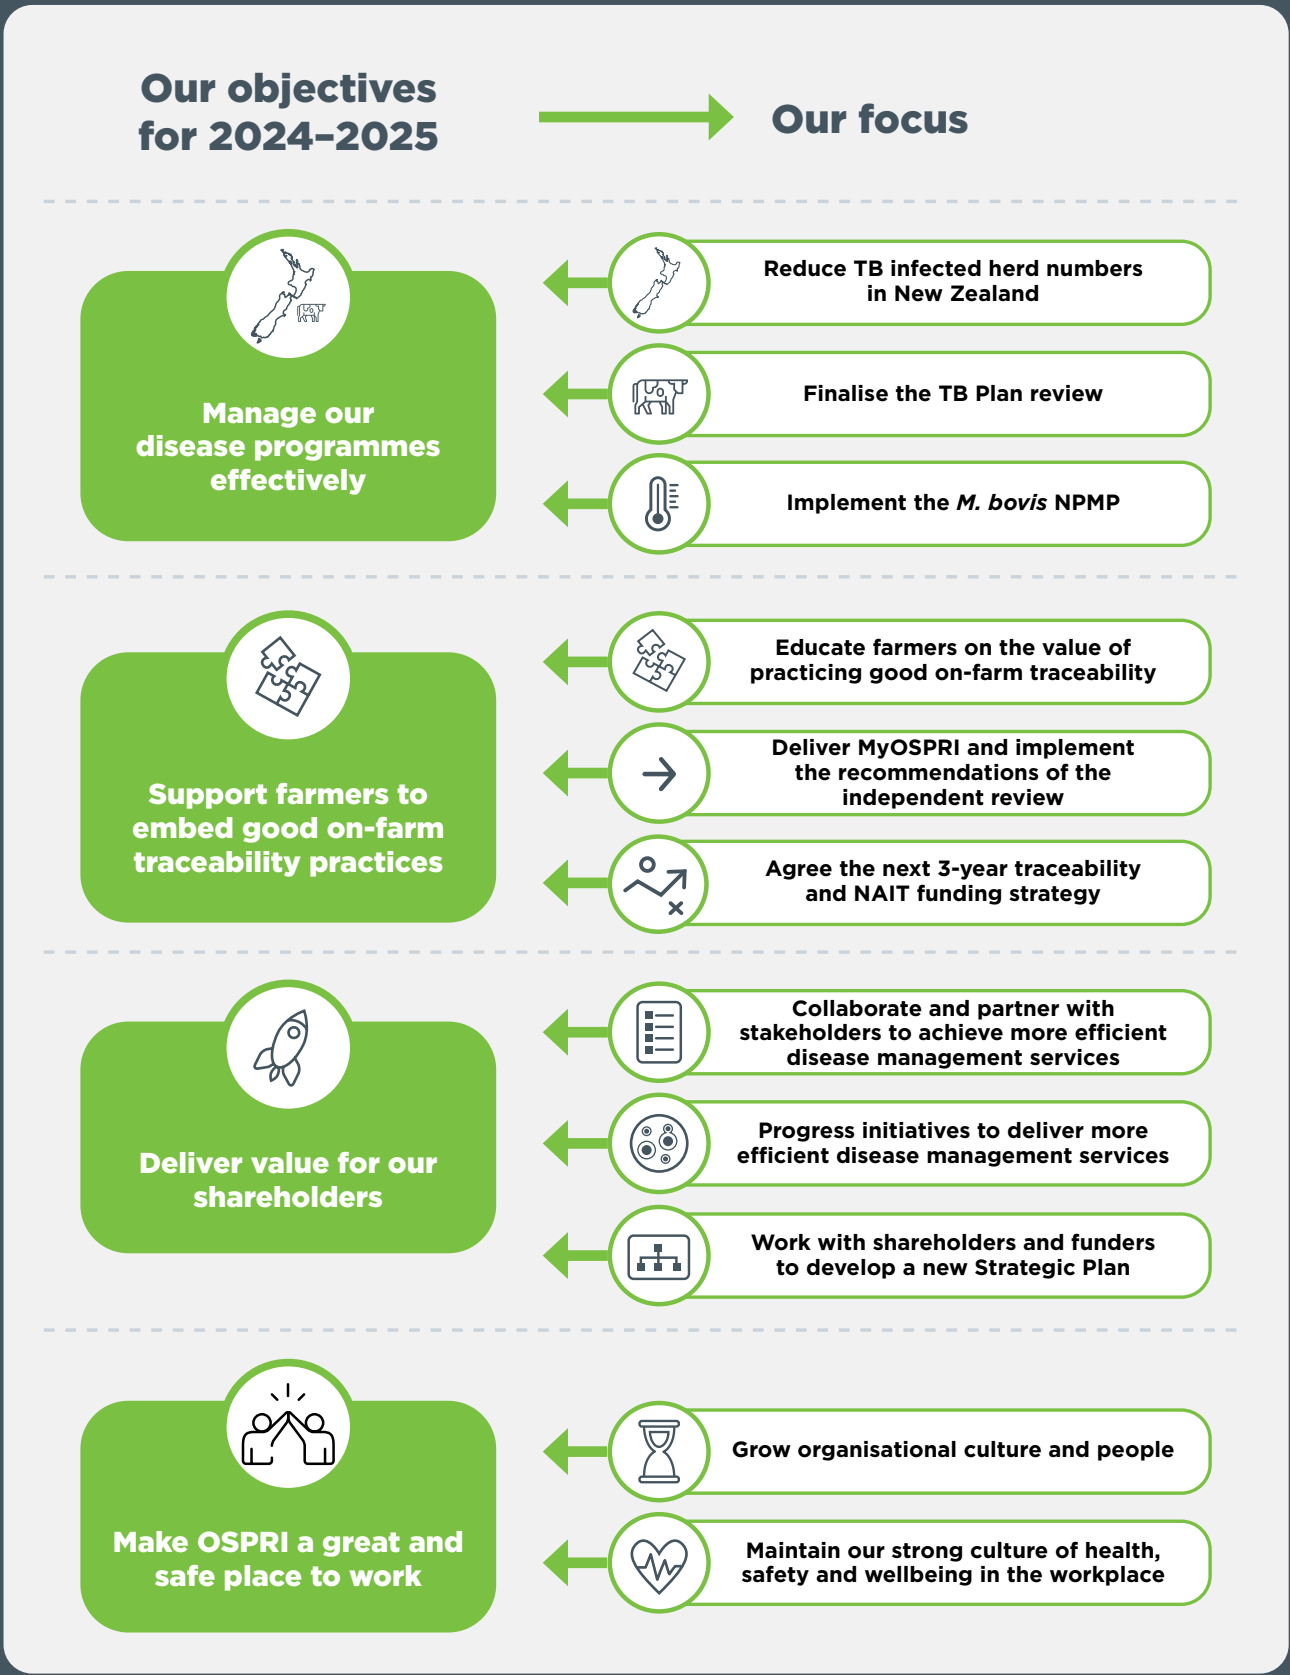 Our objectives
for 2024–2025
Our focus
Manage our
disease programmes
effectively
Reduce TB infected herd numbers
in New Zealand
Finalise the TB Plan review
Implement the M. bovis NPMP
Support farmers to
embed good on-farm
traceability practices
Educate farmers on the value of
practicing good on-farm traceability
Deliver MyOSPRI and implement
the recommendations of the
independent review
Agree the next 3-year traceability
and NAIT funding strategy
Deliver value for our
shareholders
Collaborate and partner with
stakeholders to achieve more efficient
disease management services
Progress initiatives to deliver more
efficient disease management services
Work with shareholders and funders
to develop a new Strategic Plan
Make OSPRI a great and
safe place to work
Grow organisational culture and people
Maintain our strong culture of health,
safety and wellbeing in the workplace